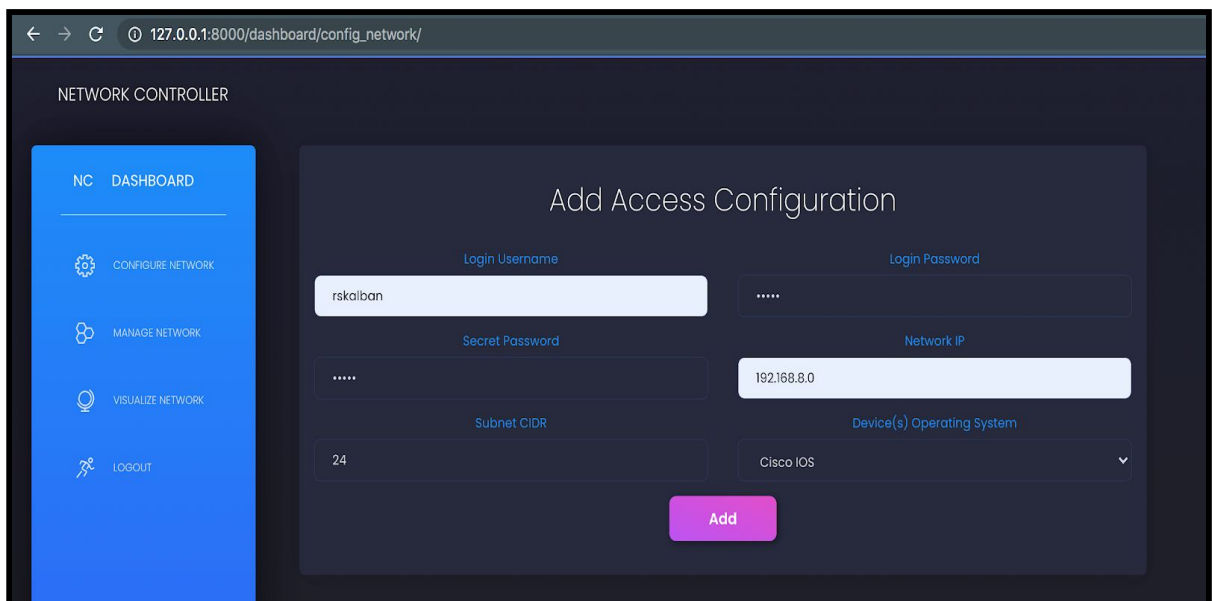 127.0.0.1:8000/dashboard/config_network/
NETWORK CONTROLLER
NC DASHBOARD
CONFIGURE NETWORK
MANAGE NETWORK
VISUALIZE NETWORK
LOGOUT
Add Access Configuration
Login Username Login Password
rskalban •••••
Secret Password Network IP
••••• 192.168.8.0
Subnet CIDR Device(s) Operating System
24 Cisco IOS
Add